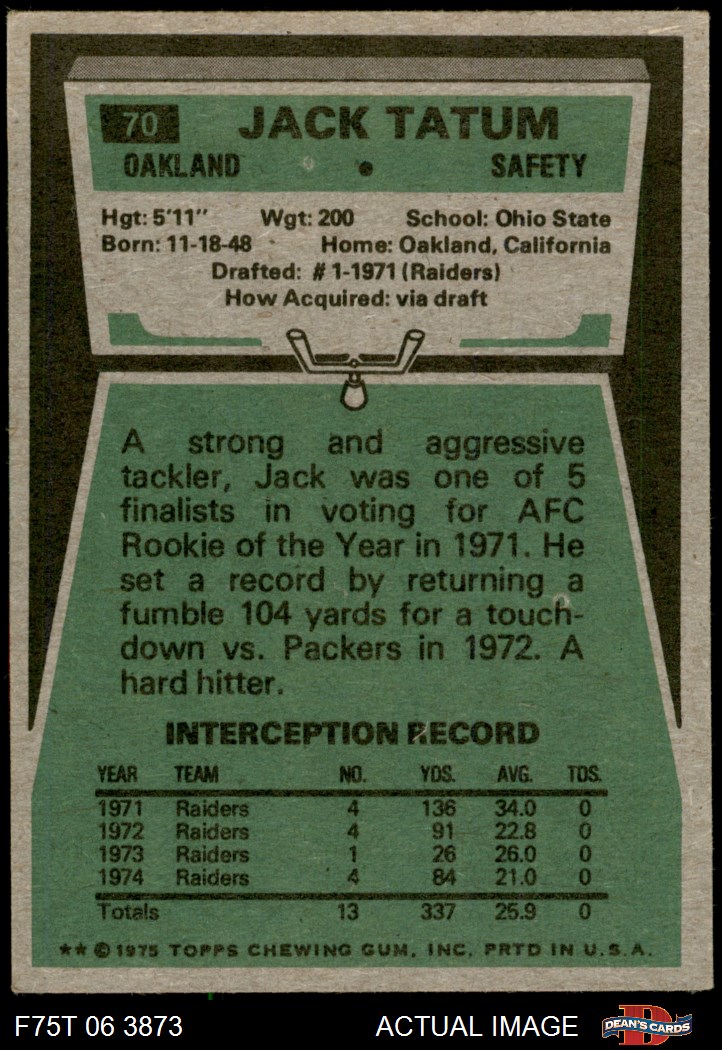 70 JACK TATUM
OAKLAND • SAFETY
Hgt: 5'11" Wgt: 200 School: Ohio State
Born: 11-18-48 Home: Oakland, California
Drafted: #1-1971 (Raiders)
How Acquired: via draft
A strong and aggressive
tackler, Jack was one of 5
finalists in voting for AFC
Rookie of the Year in 1971. He
set a record by returning a
fumble 104 yards for a touch-
down vs. Packers in 1972. A
hard hitter.
INTERCEPTION RECORD
YEAR TEAM NO. YDS. AVG. TDS.
1971 Raiders 4 136 34.0 0
1972 Raiders 4 91 22.8 0
1973 Raiders 1 26 26.0 0
1974 Raiders 4 84 21.0 0
Totals 13 337 25.9 0
** © 1975 TOPPS CHEWING GUM, INC. PRTD IN U.S.A.
F75T 06 3873 ACTUAL IMAGE D DEAN'S CARDS